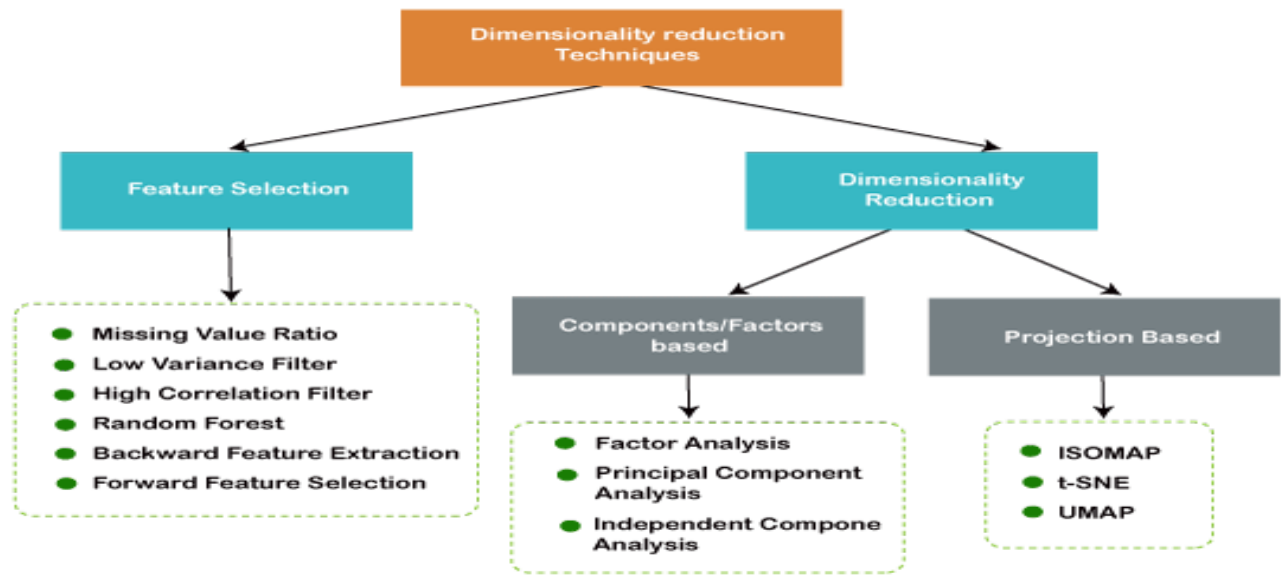 Dimensionality reduction
Techniques
Feature Selection
Dimensionality
Reduction
Missing Value Ratio
Low Variance Filter
High Correlation Filter
Random Forest
Backward Feature Extraction
Forward Feature Selection
Components/Factors
based
Factor Analysis
Principal Component
Analysis
Independent Compone
Analysis
Projection Based
ISOMAP
t-SNE
UMAP